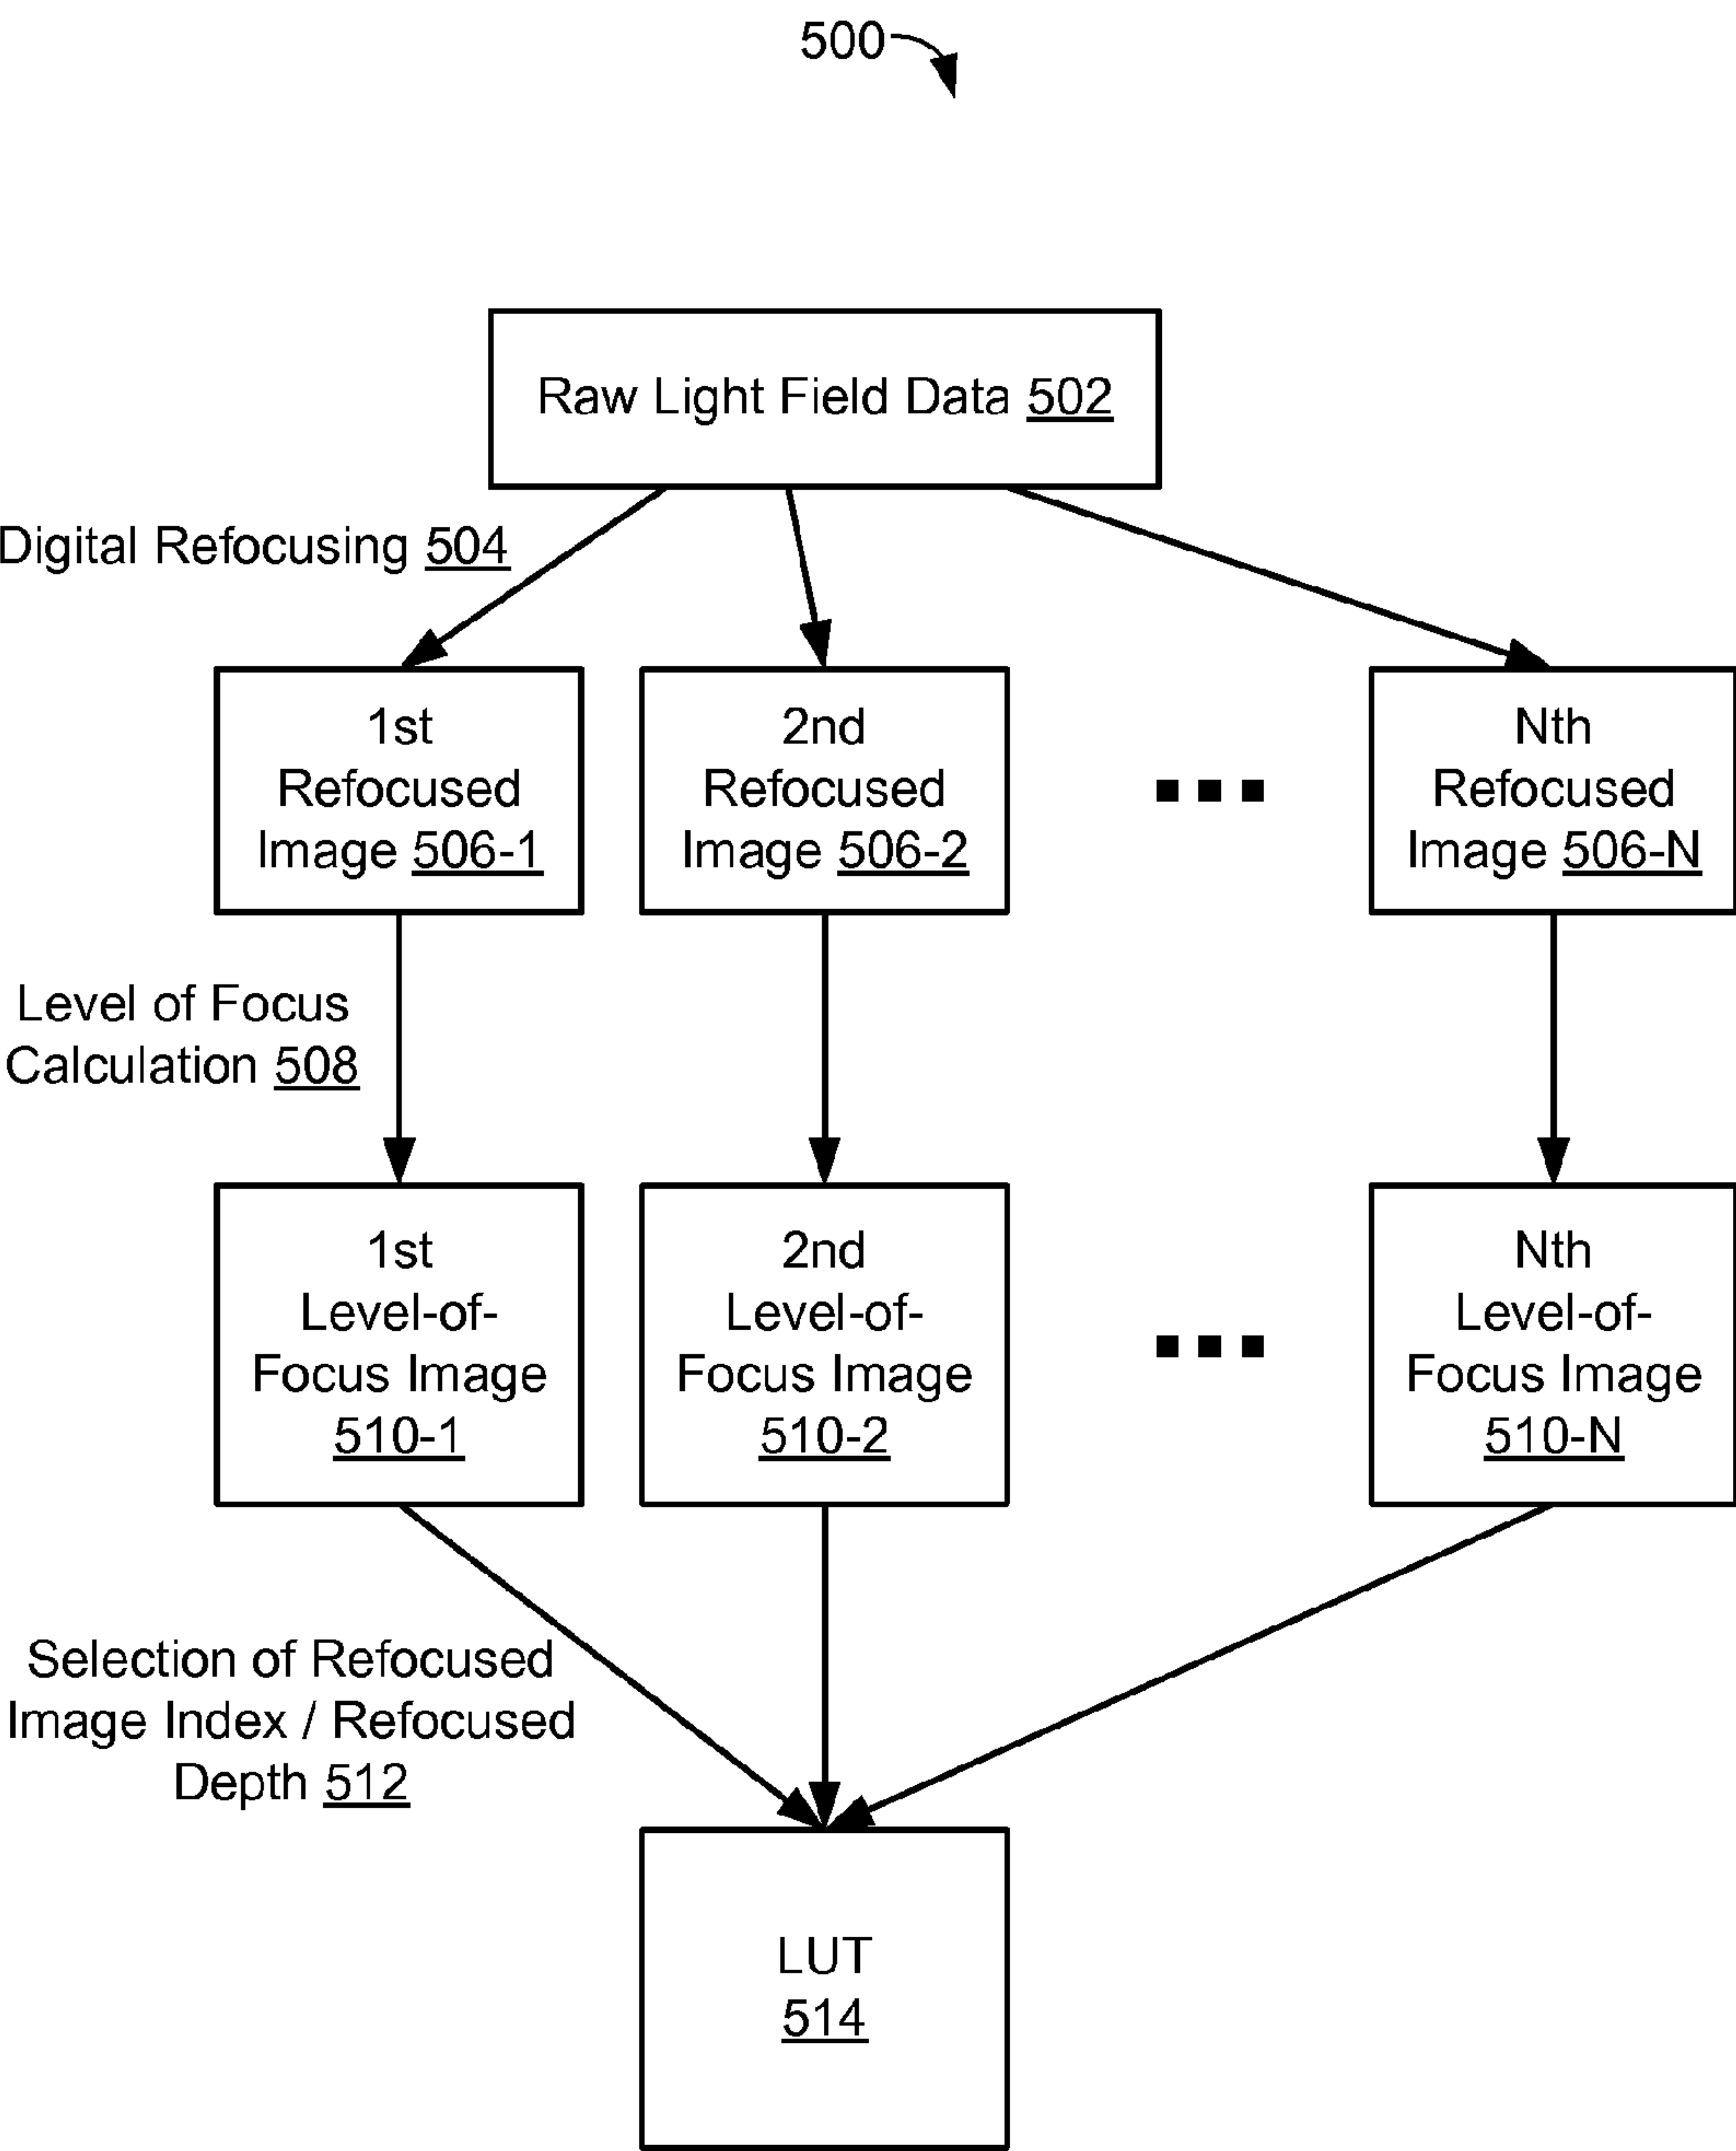 500
Raw Light Field Data 502
Digital Refocusing 504
1st
Refocused
Image 506-1
2nd
Refocused
Image 506-2
Nth
Refocused
Image 506-N
Level of Focus
Calculation 508
1st
Level-of-
Focus Image
510-1
2nd
Level-of-
Focus Image
510-2
Nth
Level-of-
Focus Image
510-N
Selection of Refocused
Image Index / Refocused
Depth 512
LUT
514